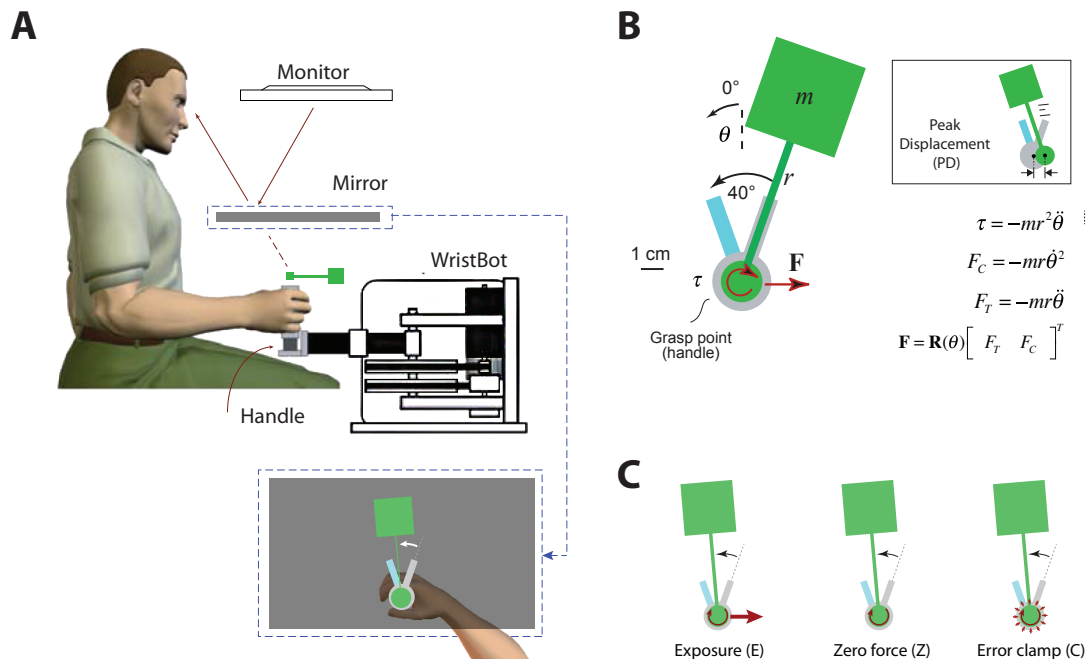 A
Monitor
Mirror
WristBot
Handle
B
0°
θ
m
r
40°
1 cm
τ
F
Grasp point
(handle)
Peak
Displacement
(PD)
τ = −mr²θ̈
F_C = −mrθ̇²
F_T = −mrθ̈
F = R(θ)[ F_T F_C ]^T
C
Exposure (E)
Zero force (Z)
Error clamp (C)